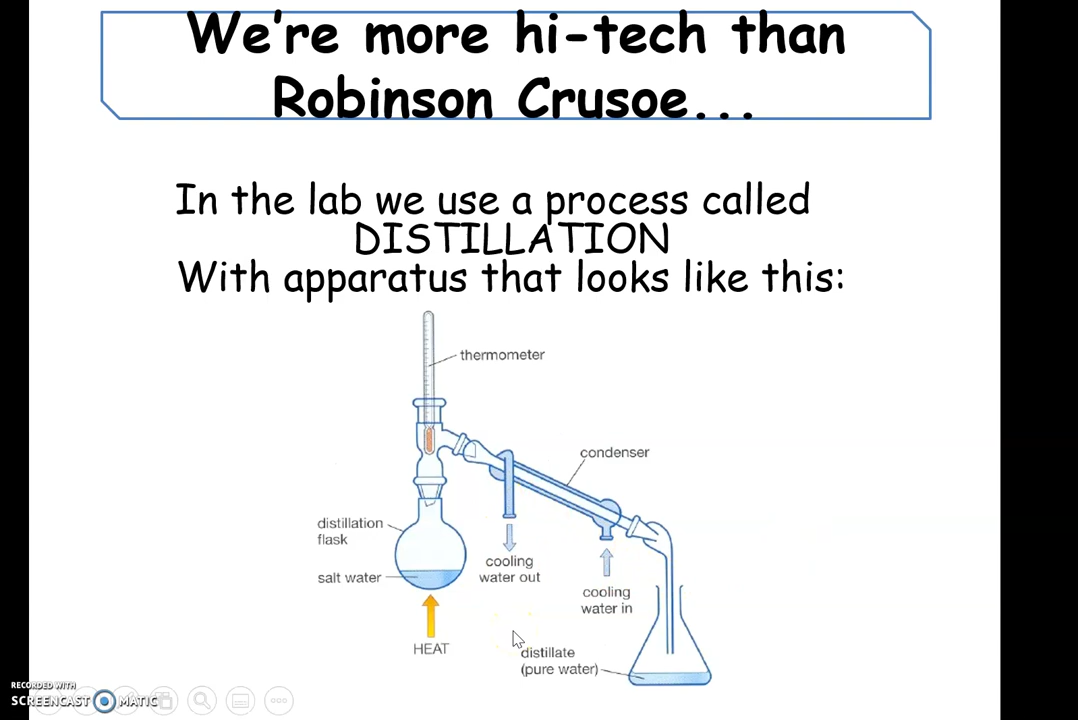 We're more hi-tech than
Robinson Crusoe...
In the lab we use a process called
DISTILLATION
With apparatus that looks like this:
thermometer
condenser
distillation
flask
salt water
cooling
water out
cooling
water in
HEAT
distillate
(pure water)
RECORDED WITH
SCREENCAST MATIC